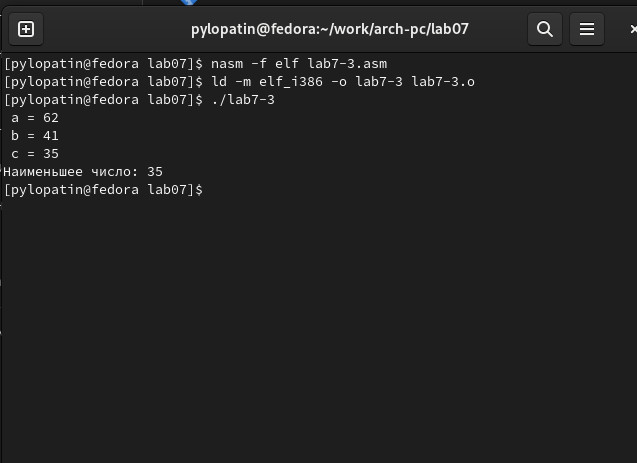 pylopatin@fedora:~/work/arch-pc/lab07
[pylopatin@fedora lab07]$ nasm -f elf lab7-3.asm
[pylopatin@fedora lab07]$ ld -m elf_i386 -o lab7-3 lab7-3.o
[pylopatin@fedora lab07]$ ./lab7-3
a = 62
b = 41
c = 35
Наименьшее число: 35
[pylopatin@fedora lab07]$